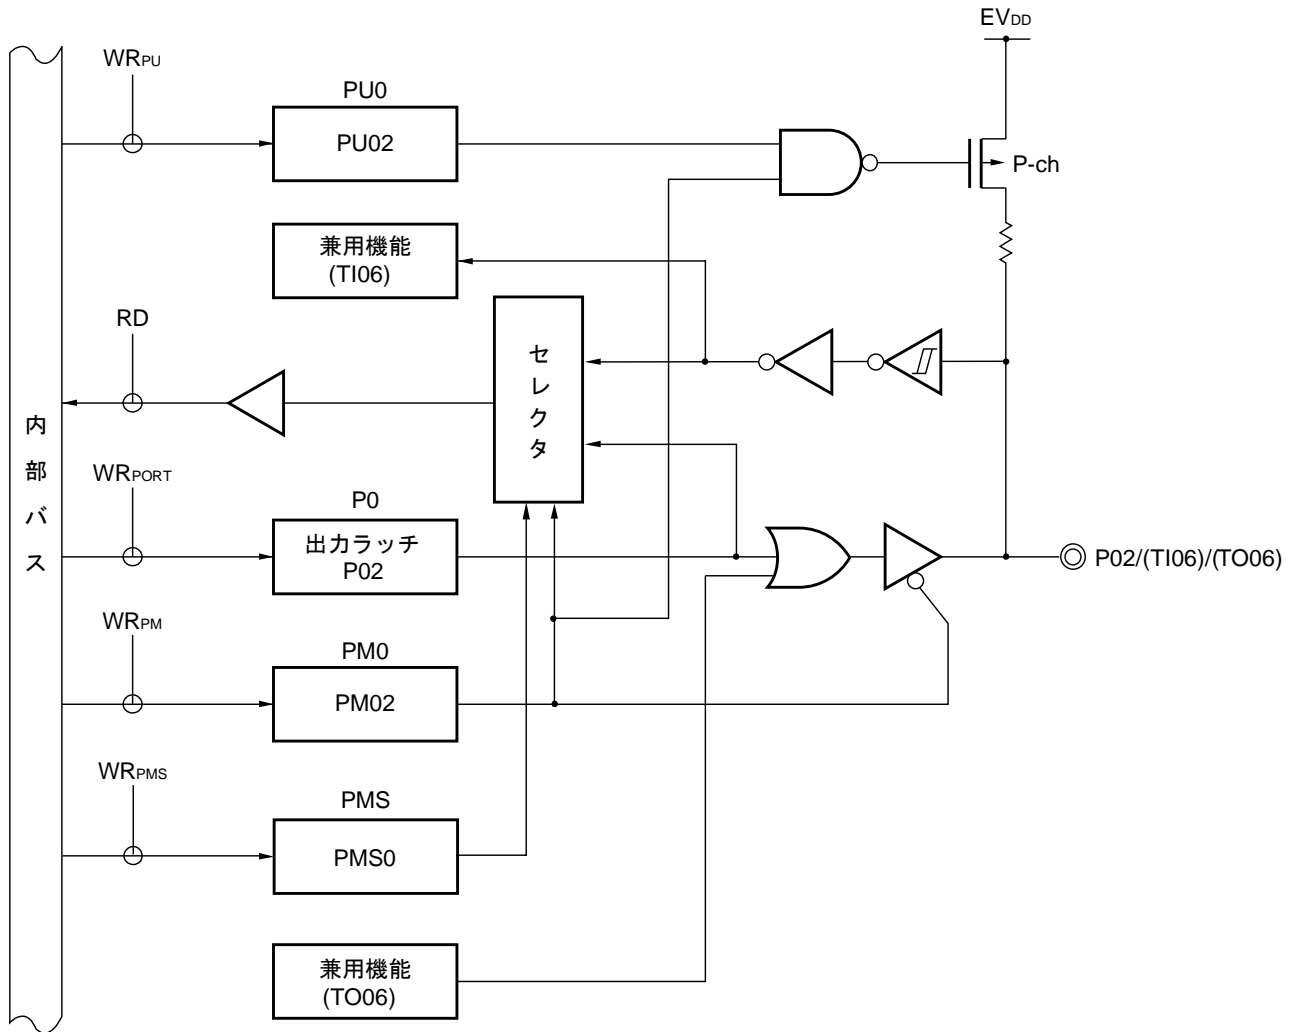 EVDD
WRPU
PU0
PU02
P-ch
兼用機能
(TI06)
RD
セレクタ
内部バス
WRPORT
P0
出力ラッチ
P02
P02/(TI06)/(TO06)
WRPM
PM0
PM02
WRPMS
PMS
PMS0
兼用機能
(TO06)